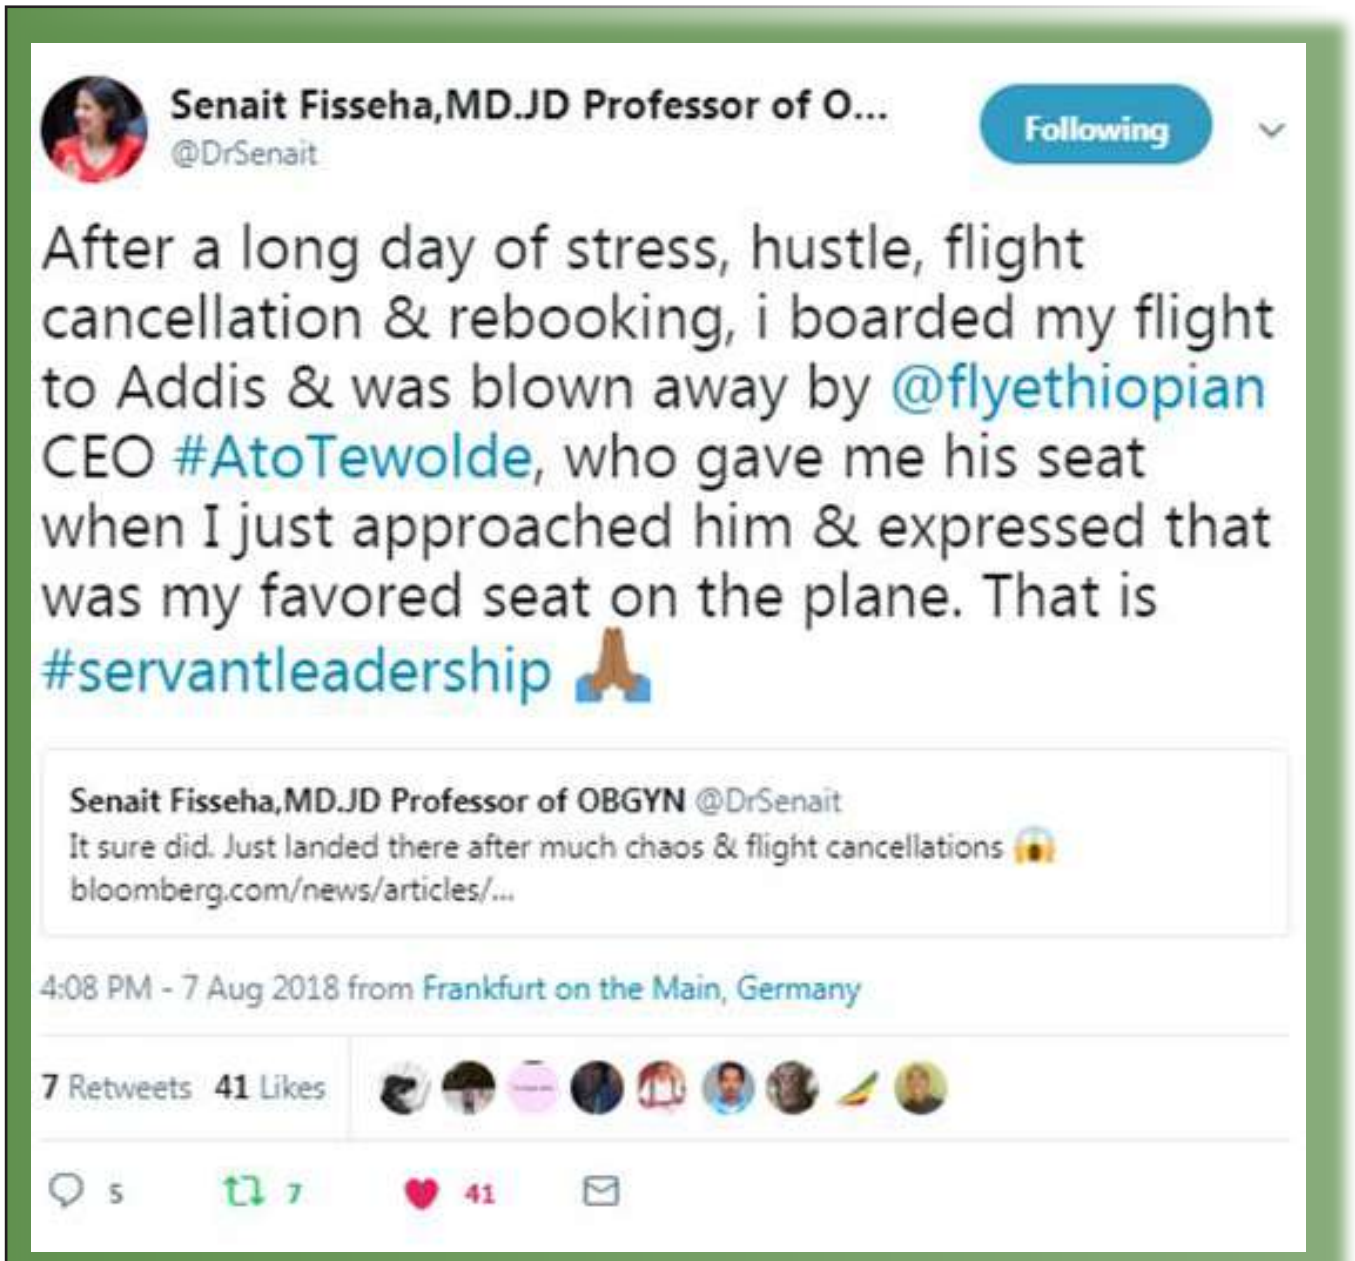 Senait Fisseha,MD.JD Professor of O...
@DrSenait
Following
After a long day of stress, hustle, flight
cancellation & rebooking, i boarded my flight
to Addis & was blown away by @flyethiopian
CEO #AtoTewolde, who gave me his seat
when I just approached him & expressed that
was my favored seat on the plane. That is
#servantleadership 🙏🏾
Senait Fisseha,MD.JD Professor of OBGYN @DrSenait
It sure did. Just landed there after much chaos & flight cancellations 😱
bloomberg.com/news/articles/...
4:08 PM - 7 Aug 2018 from Frankfurt on the Main, Germany
7 Retweets 41 Likes
5 7 41